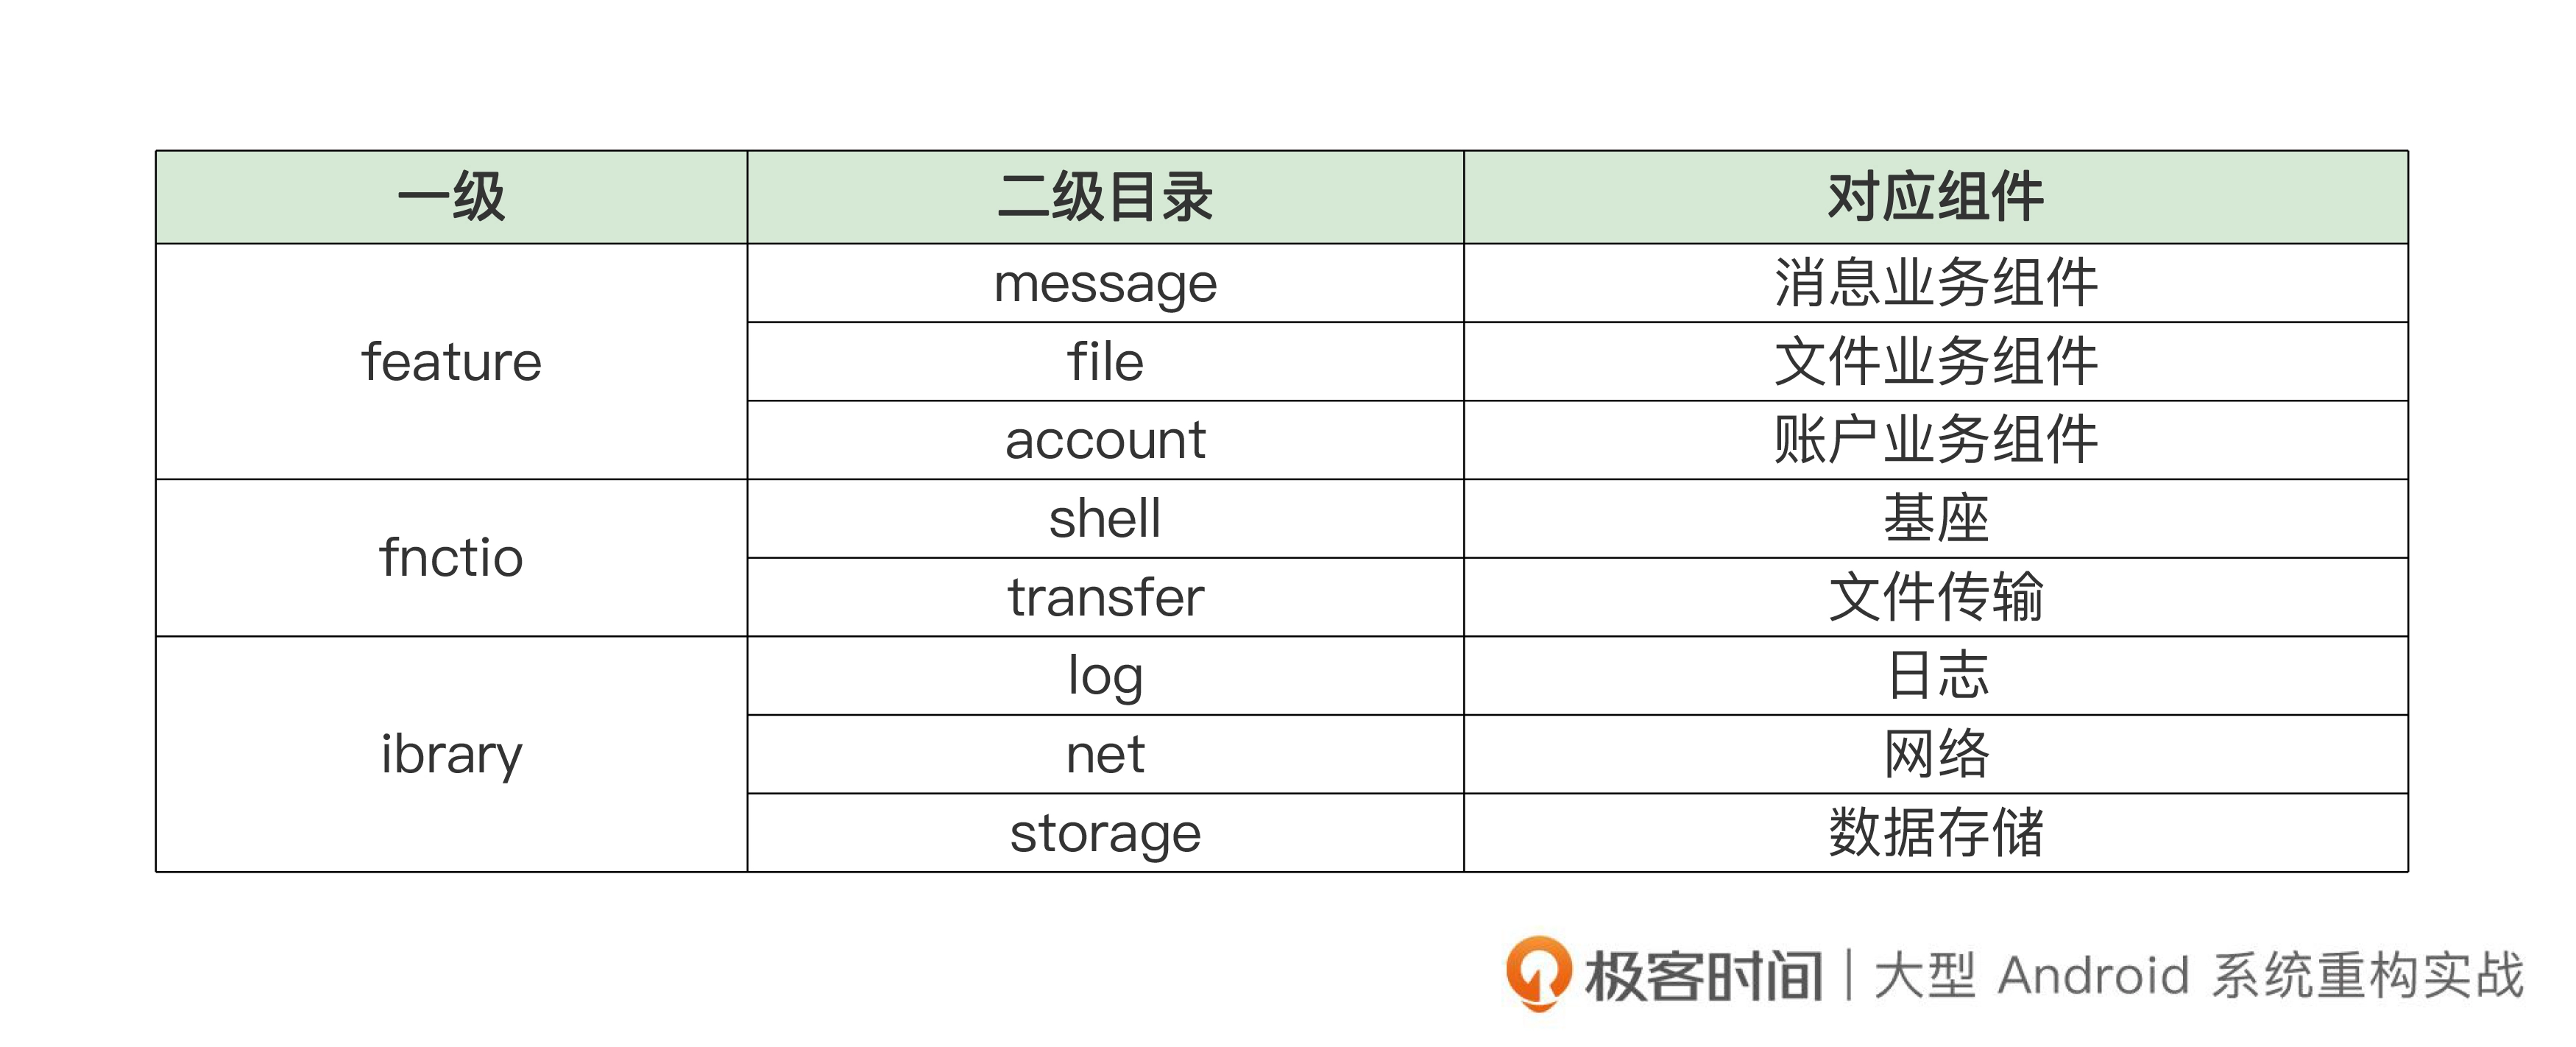 一级 二级目录 对应组件
message 消息业务组件
feature file 文件业务组件
account 账户业务组件
fnctio shell 基座
transfer 文件传输
log 日志
ibrary net 网络
storage 数据存储
极客时间 | 大型 Android 系统重构实战